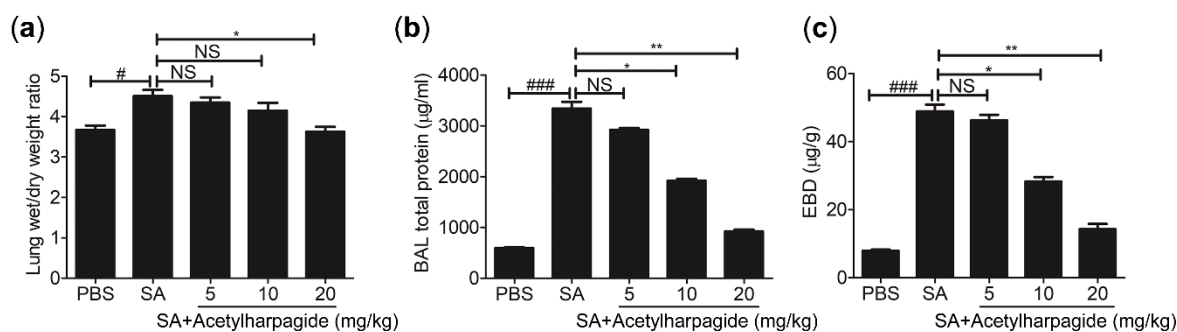 (a)
*
NS
# NS
Lung wet/dry weight ratio
5
4
3
2
1
0
PBS SA 5 10 20
SA+Acetylharpagide (mg/kg)
(b)
**
*
### NS
BAL total protein (μg/ml)
4000
3000
2000
1000
0
PBS SA 5 10 20
SA+Acetylharpagide (mg/kg)
(c)
**
*
### NS
EBD (μg/g)
60
40
20
0
PBS SA 5 10 20
SA+Acetylharpagide (mg/kg)